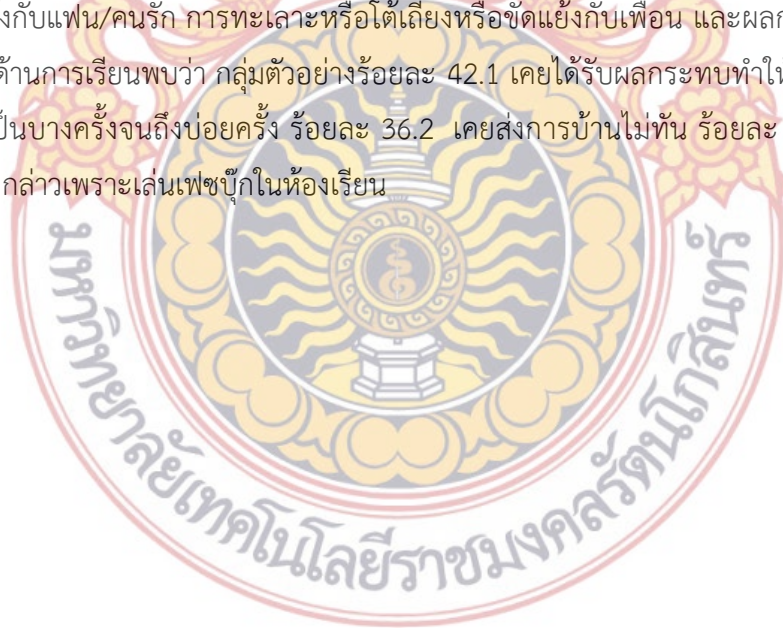 งกับแฟน/คนรัก การทะเลาะหรือโต้เถียงหรือขัดแย้งกับเพื่อน และผลก
ด้านการเรียนพบว่า กลุ่มตัวอย่างร้อยละ 42.1 เคยได้รับผลกระทบทำให
ป็นบางครั้งจนถึงบ่อยครั้ง ร้อยละ 36.2 เคยส่งการบ้านไม่ทัน ร้อยละ
กล่าวเพราะเล่นเฟซบุ๊กในห้องเรียน
มหาวิทยาลัยเทคโนโลยีราชมงคลรัตนโกสินทร์